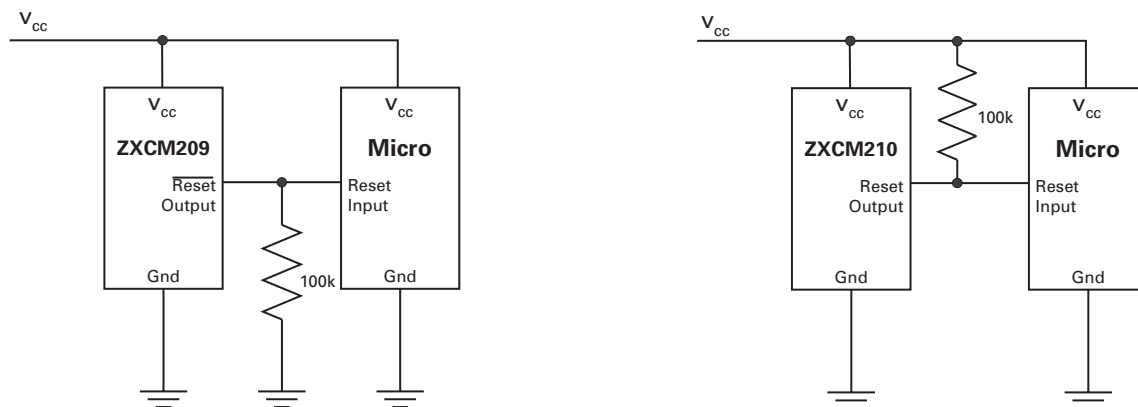 Vcc
Vcc
ZXCM209
Reset
Output
Gnd
Vcc
Micro
Reset
Input
Gnd
100k
Vcc
Vcc
ZXCM210
Reset
Output
Gnd
100k
Vcc
Micro
Reset
Input
Gnd